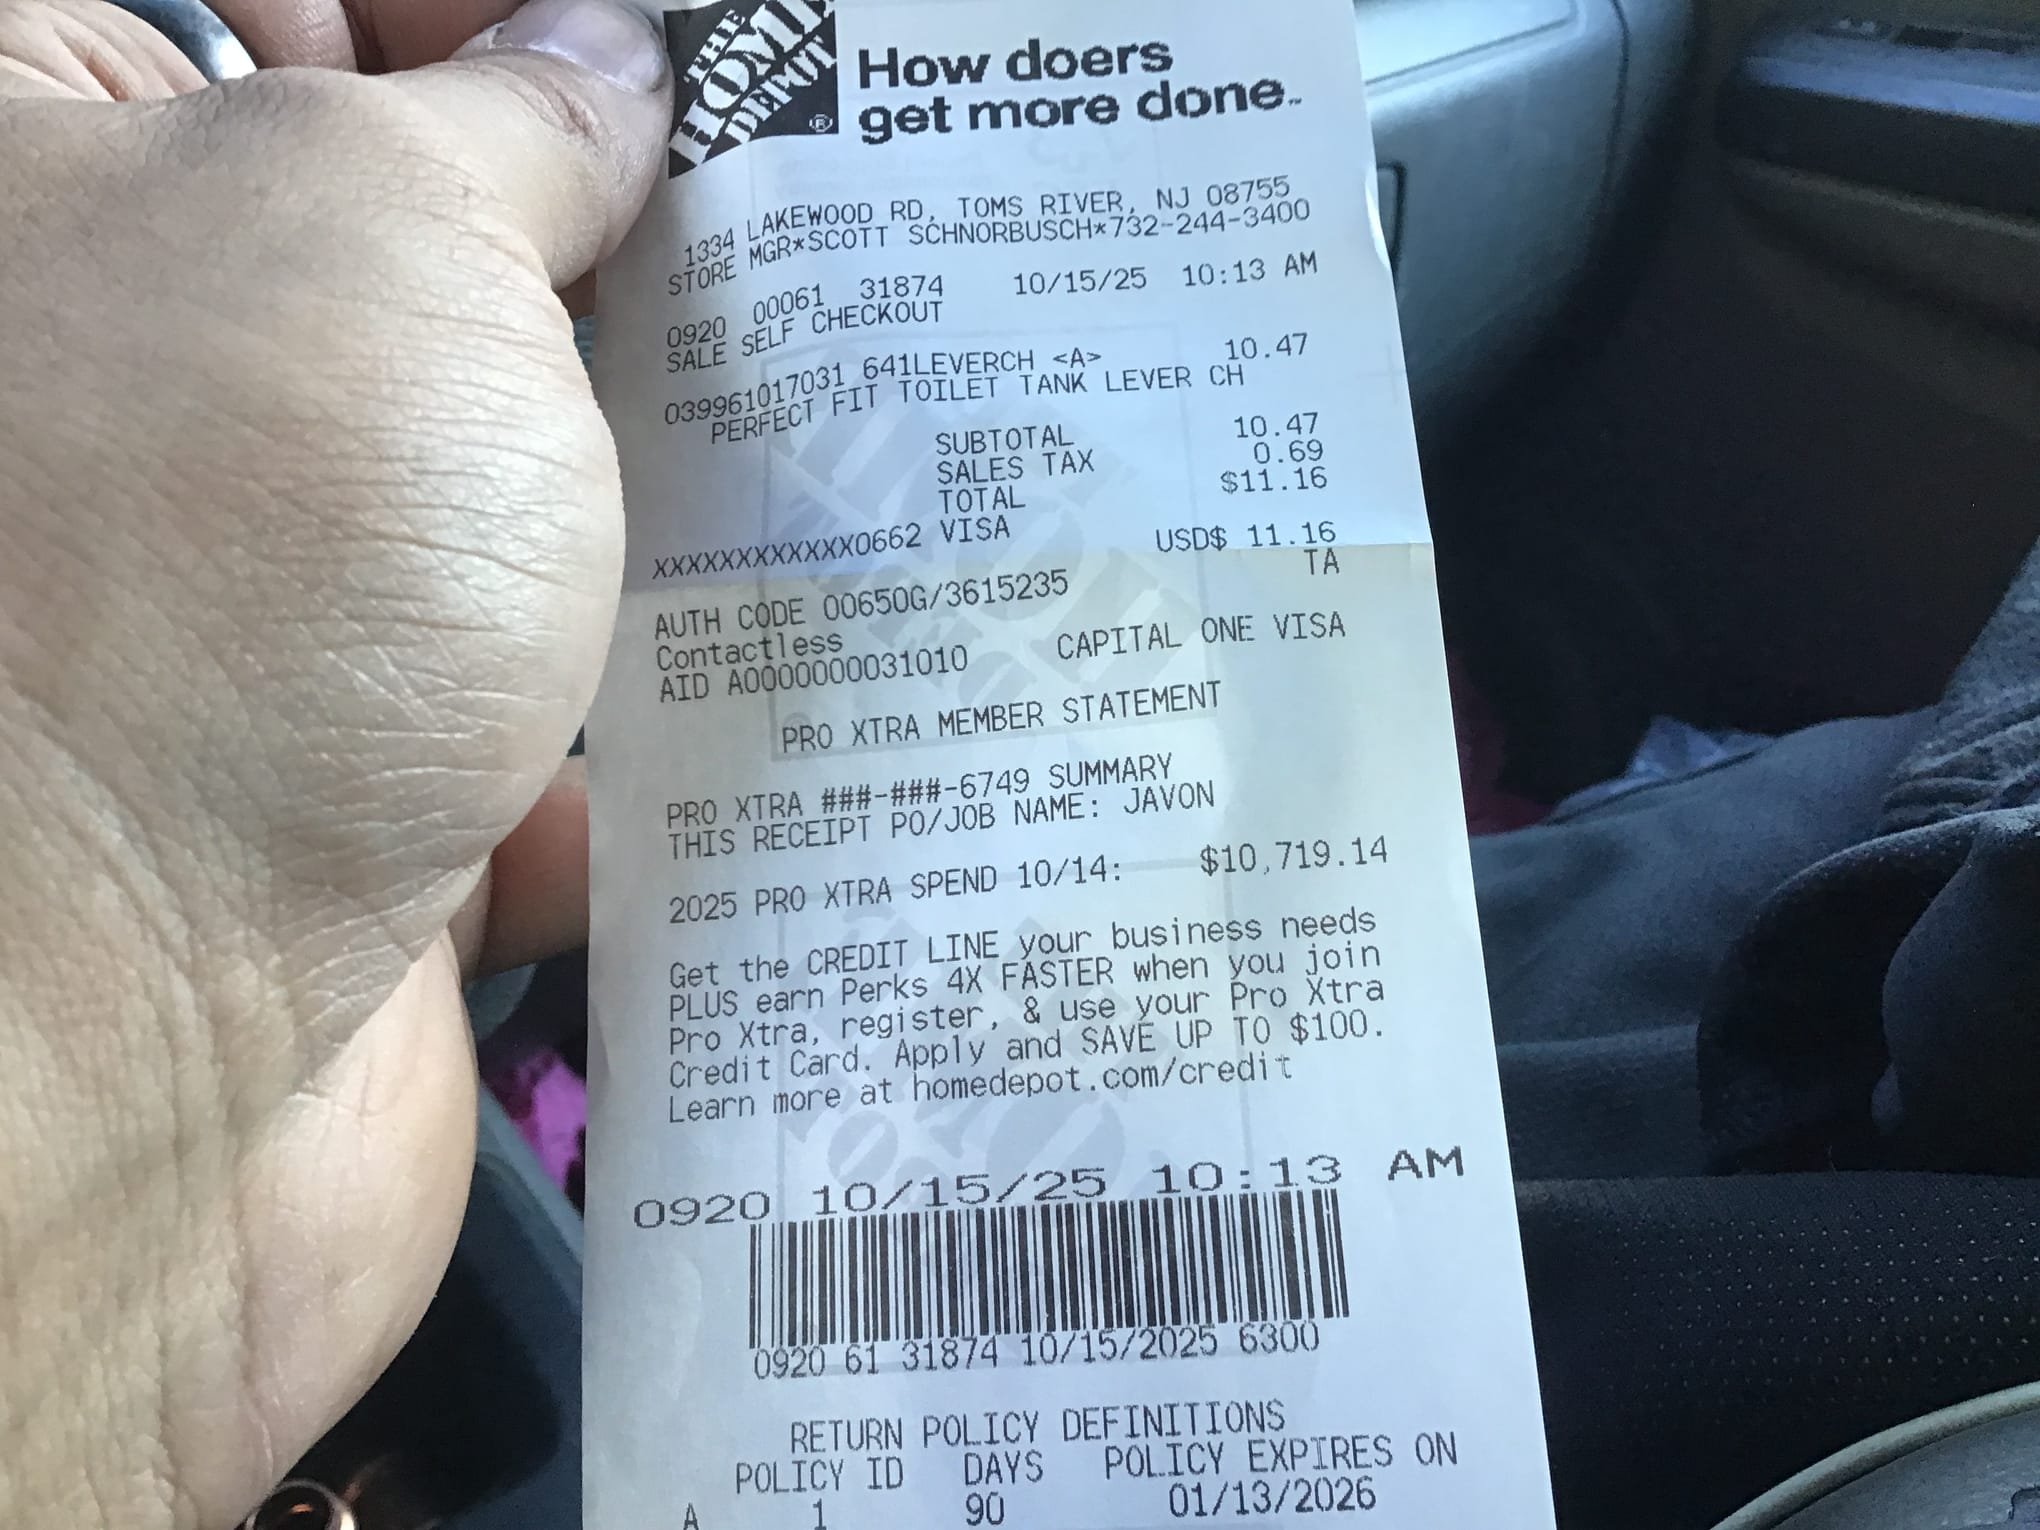 THE
HOME
DEPOT
®
How doers
get more done™
1334 LAKEWOOD RD, TOMS RIVER, NJ 08755
STORE MGR*SCOTT SCHNORBUSCH*732-244-3400
0920 00061 31874 10/15/25 10:13 AM
SALE SELF CHECKOUT
039961017031 641LEVERCH <A> 10.47
PERFECT FIT TOILET TANK LEVER CH
SUBTOTAL 10.47
SALES TAX 0.69
TOTAL $11.16
XXXXXXXXXXXX0662 VISA
USD$ 11.16
TA
AUTH CODE 00650G/3615235
Contactless
AID A0000000031010 CAPITAL ONE VISA
PRO XTRA MEMBER STATEMENT
PRO XTRA ###-###-6749 SUMMARY
THIS RECEIPT PO/JOB NAME: JAVON
2025 PRO XTRA SPEND 10/14: $10,719.14
Get the CREDIT LINE your business needs
PLUS earn Perks 4X FASTER when you join
Pro Xtra, register, & use your Pro Xtra
Credit Card. Apply and SAVE UP TO $100.
Learn more at homedepot.com/credit
0920 10/15/25 10:13 AM
0920 61 31874 10/15/2025 6300
RETURN POLICY DEFINITIONS
POLICY ID DAYS POLICY EXPIRES ON
A 1 90 01/13/2026